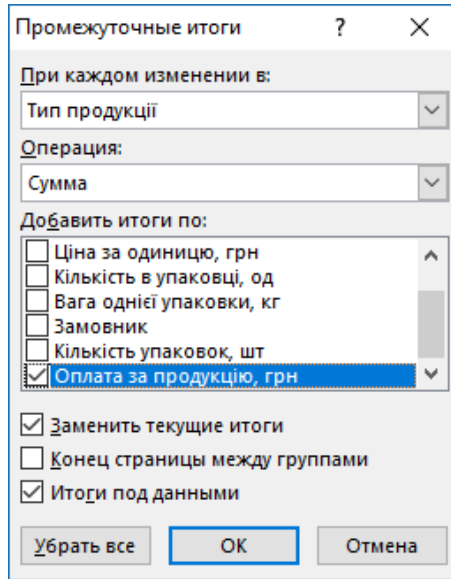 Промежуточные итоги ? ×
При каждом изменении в:
Тип продукції
Операция:
Сумма
Добавить итоги по:
Ціна за одиницю, грн
Кількість в упаковці, од
Вага однієї упаковки, кг
Замовник
Кількість упаковок, шт
Оплата за продукцію, грн
Заменить текущие итоги
Конец страницы между группами
Итоги под данными
Убрать все ОК Отмена